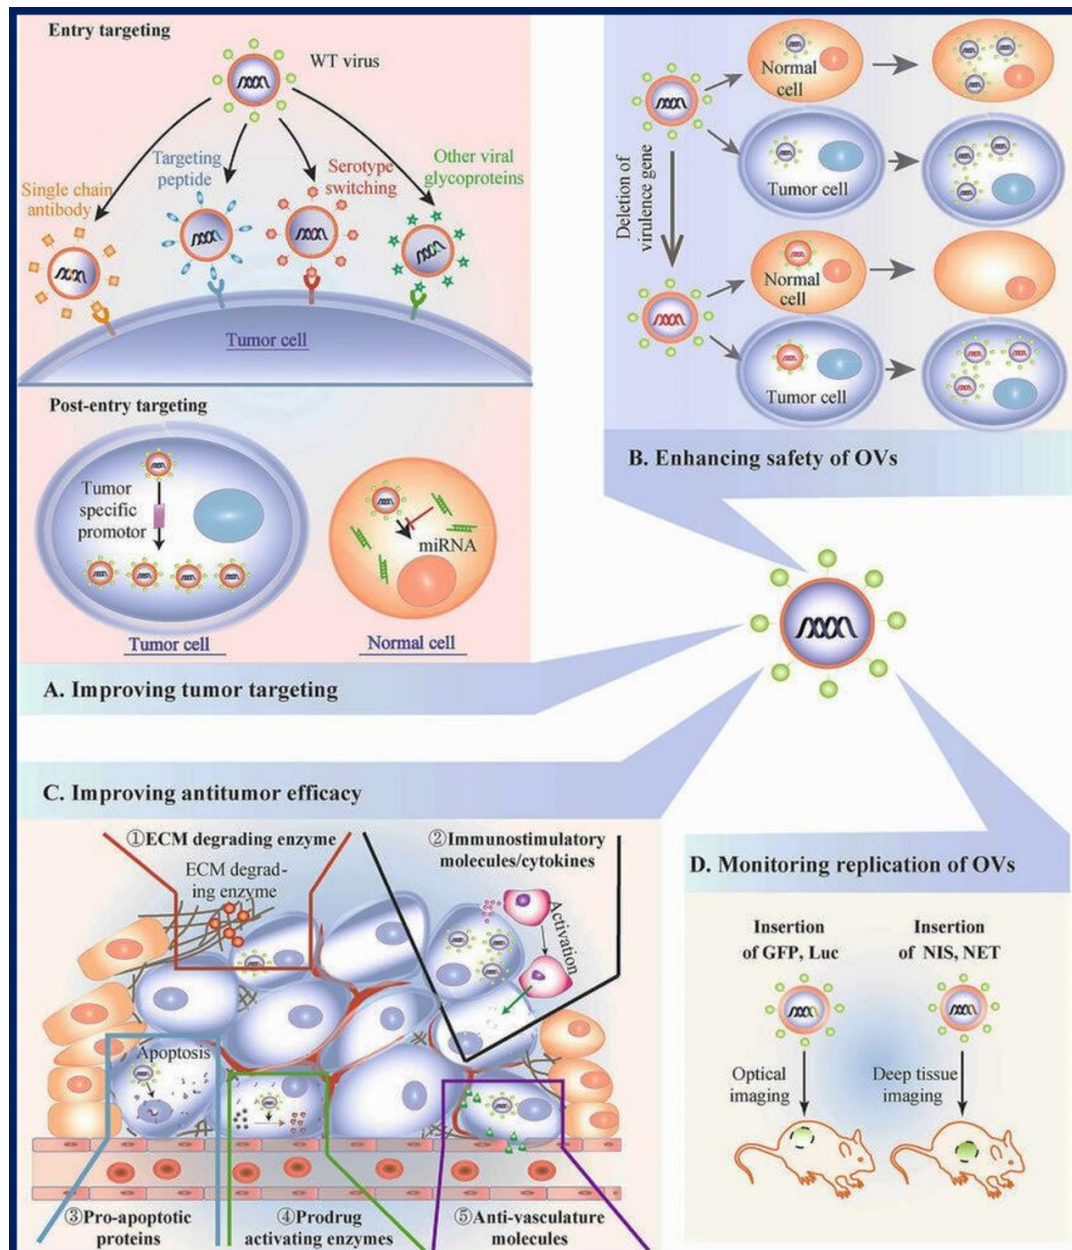 Entry targeting
WT virus
Targeting
peptide
Serotype
switching
Other viral
glycoproteins
Single chain
antibody
Tumor cell
Post-entry targeting
Tumor
specific
promotor
miRNA
Tumor cell
Normal cell
A. Improving tumor targeting
Normal
cell
Tumor cell
Deletion of
virulence gene
Normal
cell
Tumor cell
B. Enhancing safety of OVs
C. Improving antitumor efficacy
①ECM degrading enzyme
ECM degrad-
ing enzyme
②Immunostimulatory
molecules/cytokines
Activation
Apoptosis
③Pro-apoptotic
proteins
④Prodrug
activating enzymes
⑤Anti-vasculature
molecules
D. Monitoring replication of OVs
Insertion
of GFP, Luc
Insertion
of NIS, NET
Optical
imaging
Deep tissue
imaging